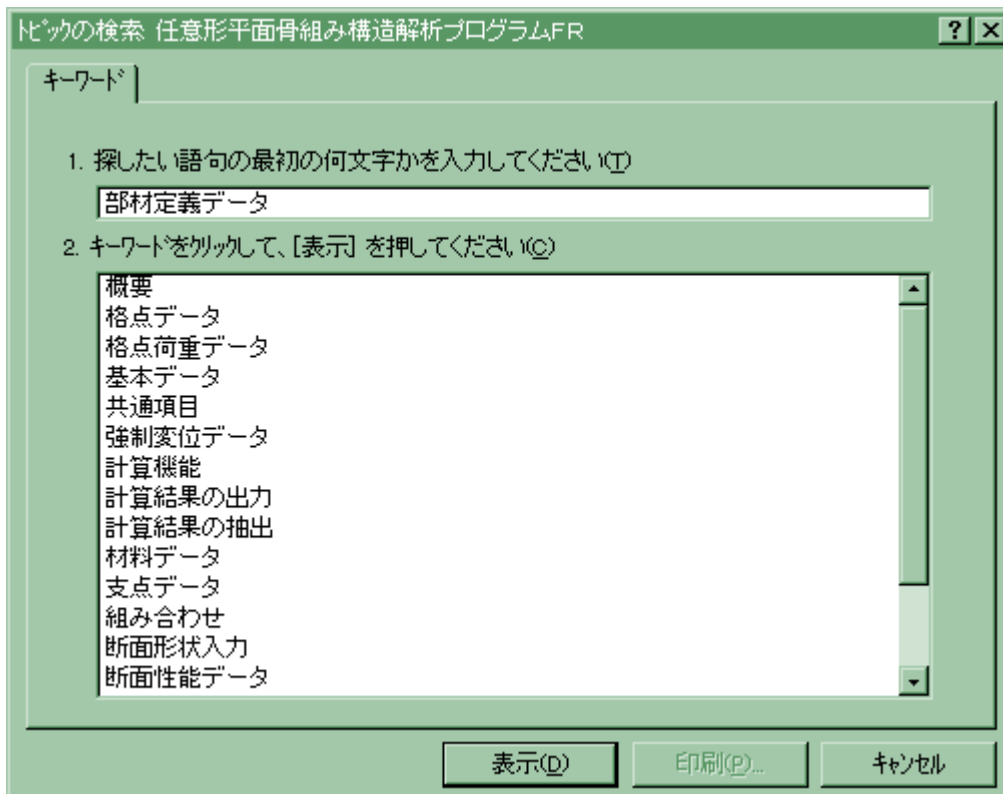 ﾄﾋﾟｯｸの検索: 任意形平面骨組み構造解析プログラムFR
ｷｰﾜｰﾄﾞ
1. 探したい語句の最初の何文字かを入力してください(T)
部材定義データ
2. ｷｰﾜｰﾄﾞをｸﾘｯｸして、[表示] を押してください(C)
概要
格点データ
格点荷重データ
基本データ
共通項目
強制変位データ
計算機能
計算結果の出力
計算結果の抽出
材料データ
支点データ
組み合わせ
断面形状入力
断面性能データ
表示(D)
印刷(P)...
ｷｬﾝｾﾙ